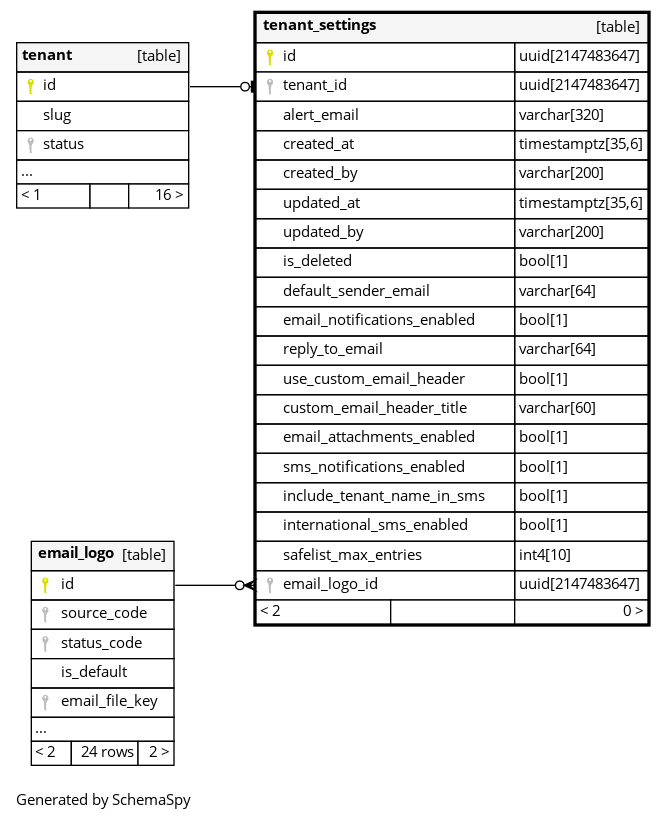 tenant_settings [table]
id uuid[2147483647]
tenant_id uuid[2147483647]
alert_email varchar[320]
created_at timestamptz[35,6]
created_by varchar[200]
updated_at timestamptz[35,6]
updated_by varchar[200]
is_deleted bool[1]
default_sender_email varchar[64]
email_notifications_enabled bool[1]
reply_to_email varchar[64]
use_custom_email_header bool[1]
custom_email_header_title varchar[60]
email_attachments_enabled bool[1]
sms_notifications_enabled bool[1]
include_tenant_name_in_sms bool[1]
international_sms_enabled bool[1]
safelist_max_entries int4[10]
email_logo_id uuid[2147483647]
< 2 0 >
tenant [table]
id
slug
status
...
< 1 16 >
email_logo [table]
id
source_code
status_code
is_default
email_file_key
...
< 2 24 rows 2 >
Generated by SchemaSpy